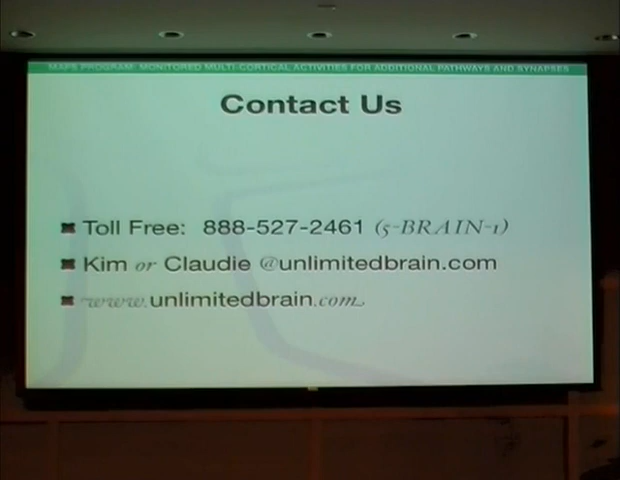 MAPS PROGRAM: MONITORED MULTI-CORTICAL ACTIVITIES FOR ADDITIONAL PATHWAYS AND SYNAPSES
Contact Us
Toll Free: 888-527-2461 (5-BRAIN-1)
Kim or Claudie @unlimitedbrain.com
www.unlimitedbrain.com